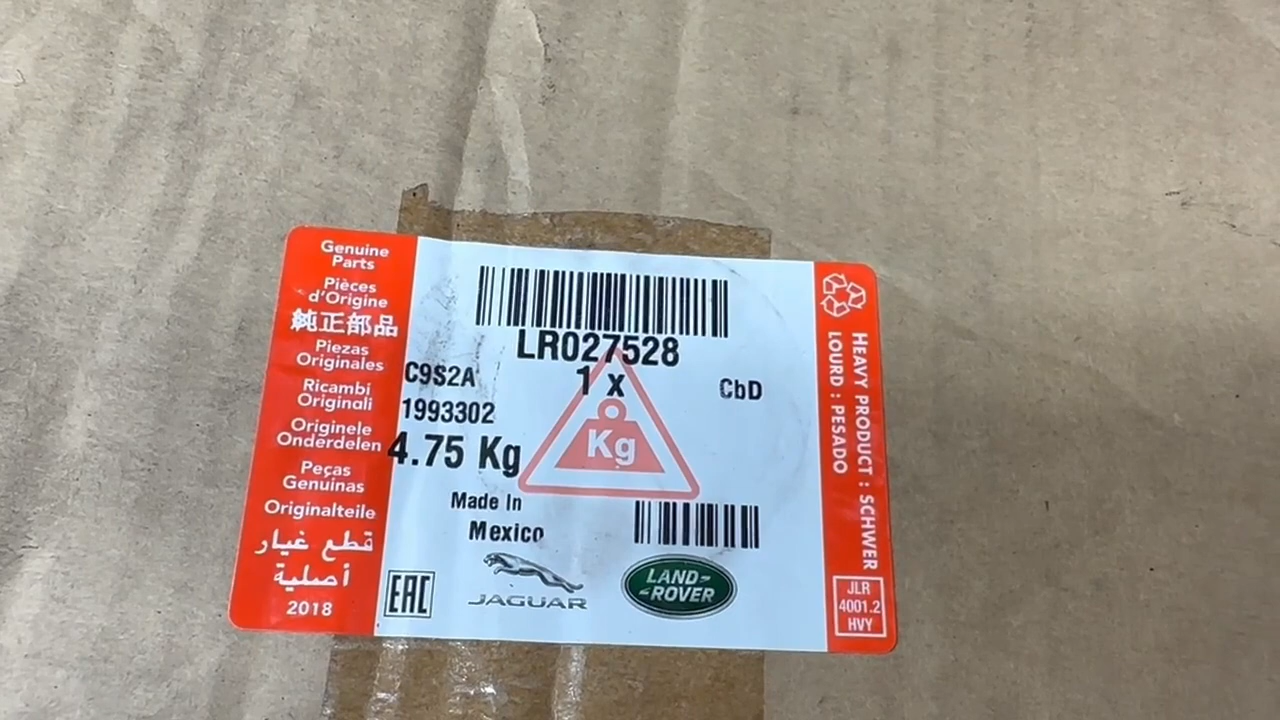 Genuine
Parts
Pièces
d'Origine
純正部品
Piezas
Originales
Ricambi
Originali
Originele
Onderdelen
Peças
Genuinas
Originalteile
قطع غيار
أصلية
2018
LR027528
1 x
C9S2A
CbD
1993302
4.75 Kg
Kg
Made In
Mexico
EAC
JAGUAR
LAND-
-ROVER
HEAVY PRODUCT : SCHWER
LOURD : PESADO
JLR
4001.2
HVY